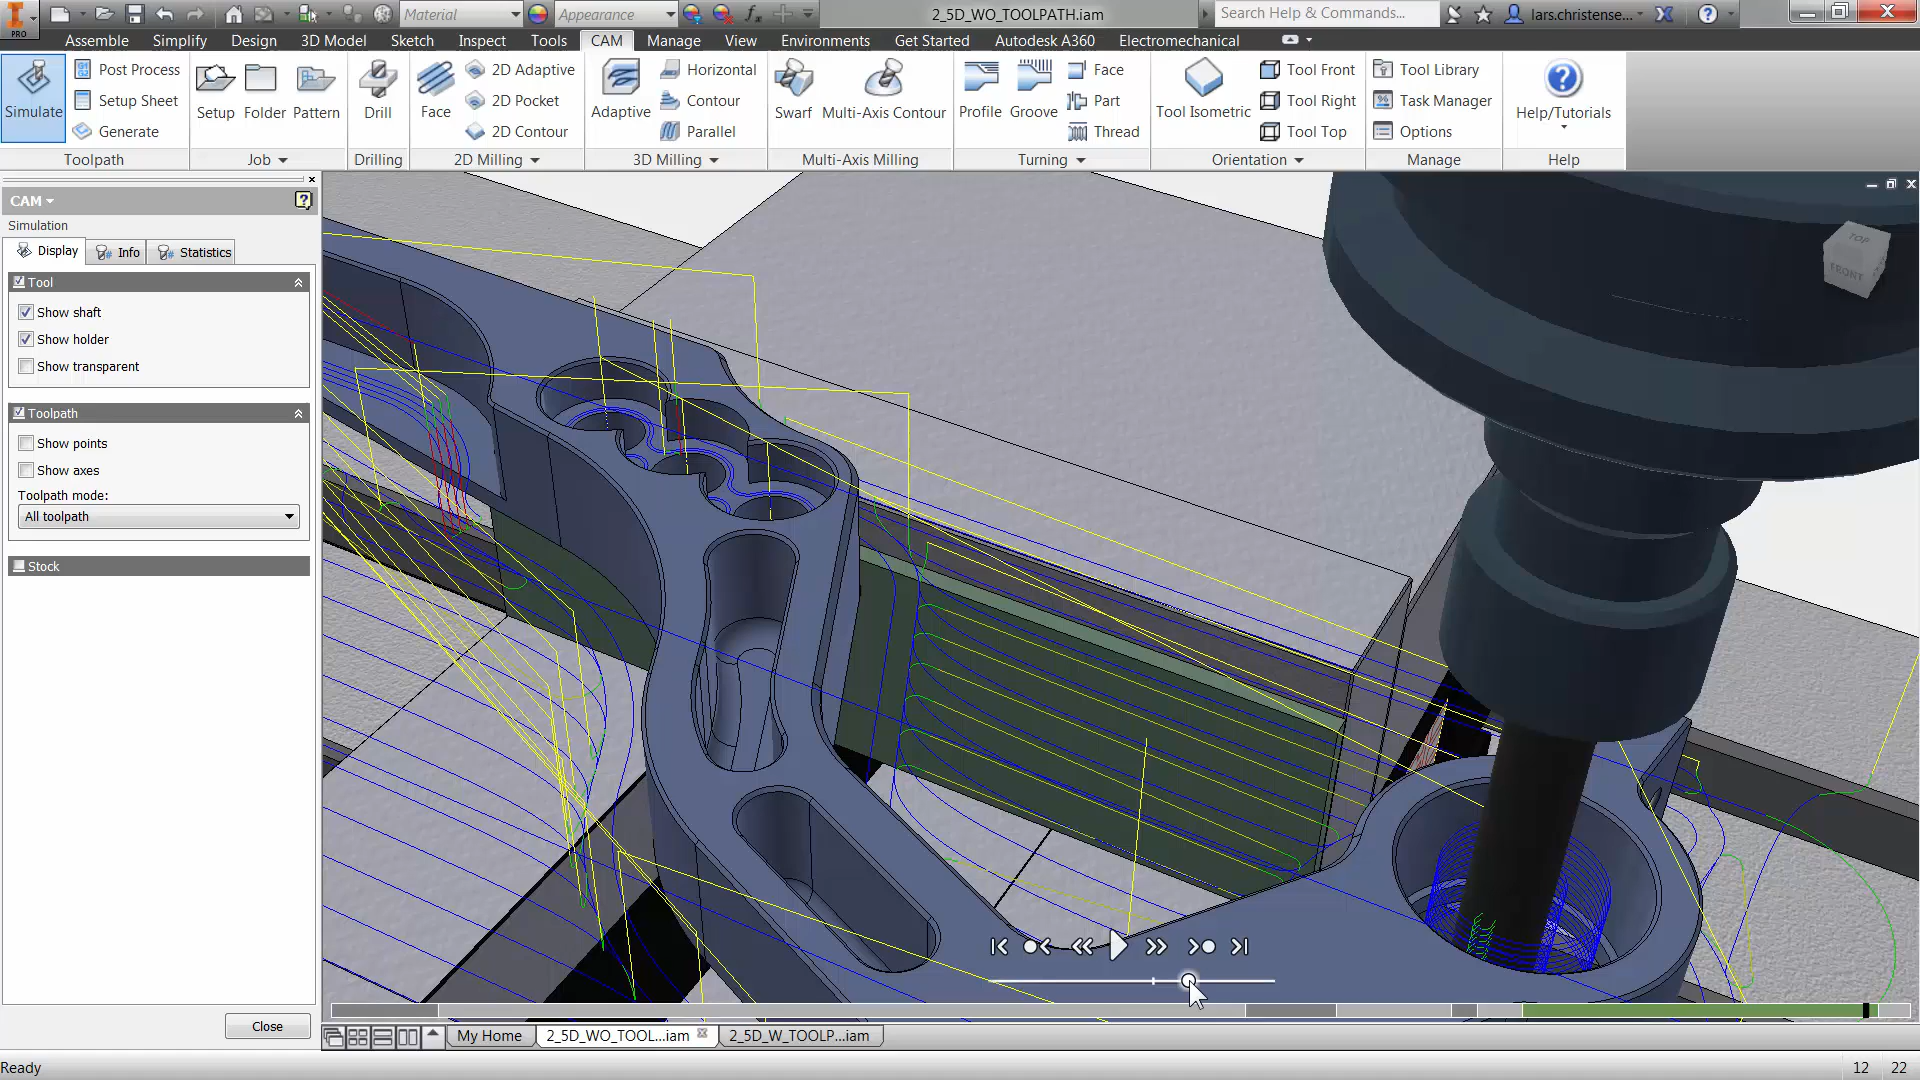 PRO
Material
Appearance
2_5D_WO_TOOLPATH.iam
Search Help & Commands...
lars.christense...
Assemble Simplify Design 3D Model Sketch Inspect Tools CAM Manage View Environments Get Started Autodesk A360 Electromechanical
Simulate
Post Process
Setup Sheet
Generate
Toolpath
Setup Folder Pattern
Job
Drill
Drilling
Face
2D Adaptive
2D Pocket
2D Contour
2D Milling
Adaptive
Horizontal
Contour
Parallel
3D Milling
Swarf Multi-Axis Contour
Multi-Axis Milling
Profile Groove
Face
Part
Thread
Turning
Tool Isometric
Tool Front
Tool Right
Tool Top
Orientation
Tool Library
Task Manager
Options
Manage
Help/Tutorials
Help
CAM
Simulation
Display Info Statistics
Tool
Show shaft
Show holder
Show transparent
Toolpath
Show points
Show axes
Toolpath mode:
All toolpath
Stock
Close
TOP
FRONT
My Home 2_5D_WO_TOOL...iam 2_5D_W_TOOLP...iam
Ready
12 22